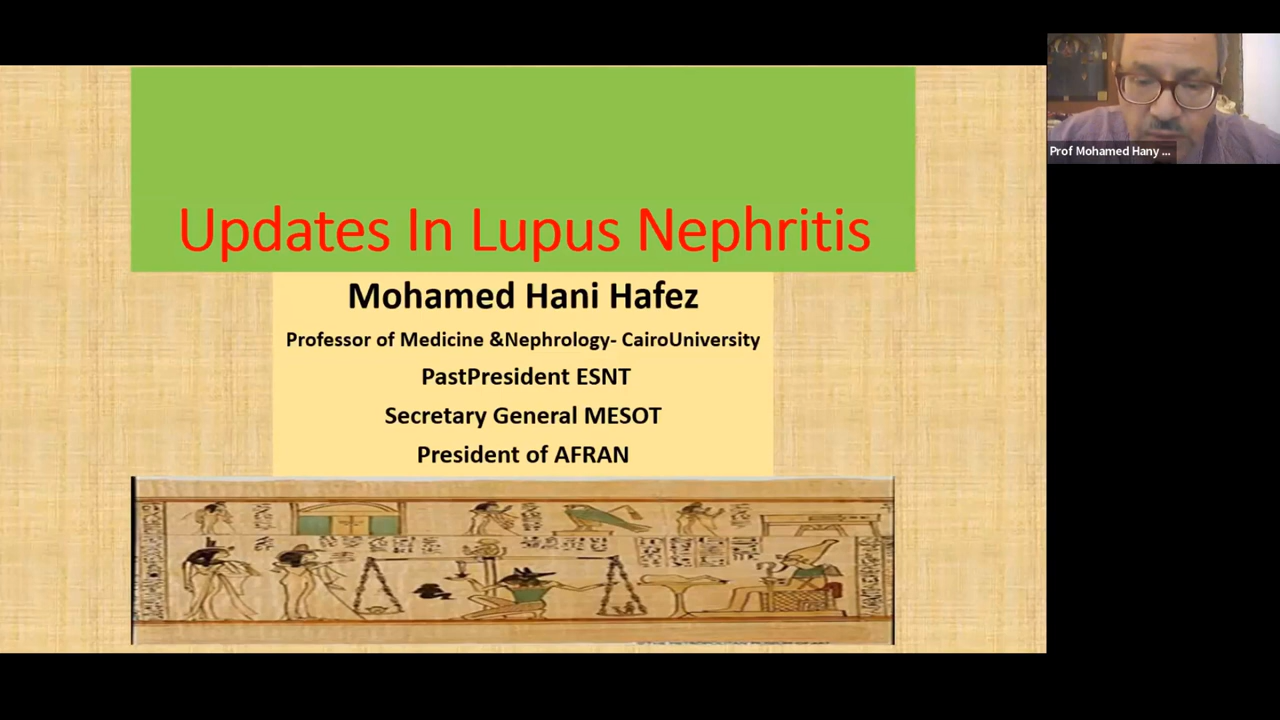 Updates In Lupus Nephritis
Mohamed Hani Hafez
Professor of Medicine &Nephrology- CairoUniversity
PastPresident ESNT
Secretary General MESOT
President of AFRAN
Prof Mohamed Hany ...